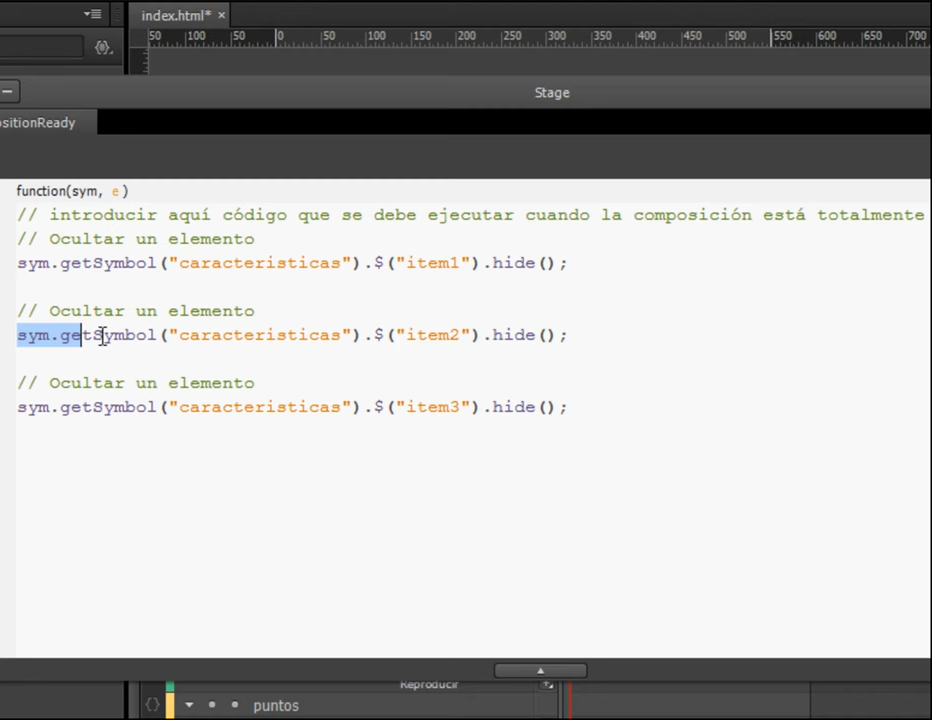 index.html* ×
50 100 50 0 50 100 150 200 250 300 350 400 450 500 550 600 650 700
Stage
sitionReady
function(sym, e)
// introducir aquí código que se debe ejecutar cuando la composición está totalmente
// Ocultar un elemento
sym.getSymbol("caracteristicas").$("item1").hide();
// Ocultar un elemento
sym.getSymbol("caracteristicas").$("item2").hide();
// Ocultar un elemento
sym.getSymbol("caracteristicas").$("item3").hide();
Reproducir
{} puntos